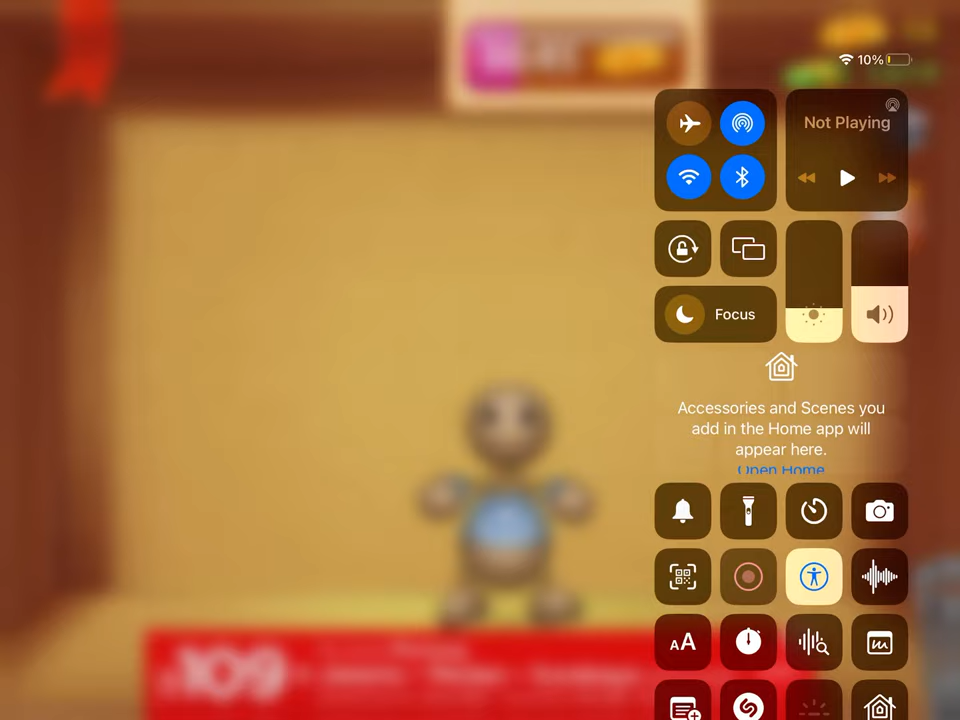 10%
Not Playing
Focus
Accessories and Scenes you
add in the Home app will
appear here.
Open Home
AA
109